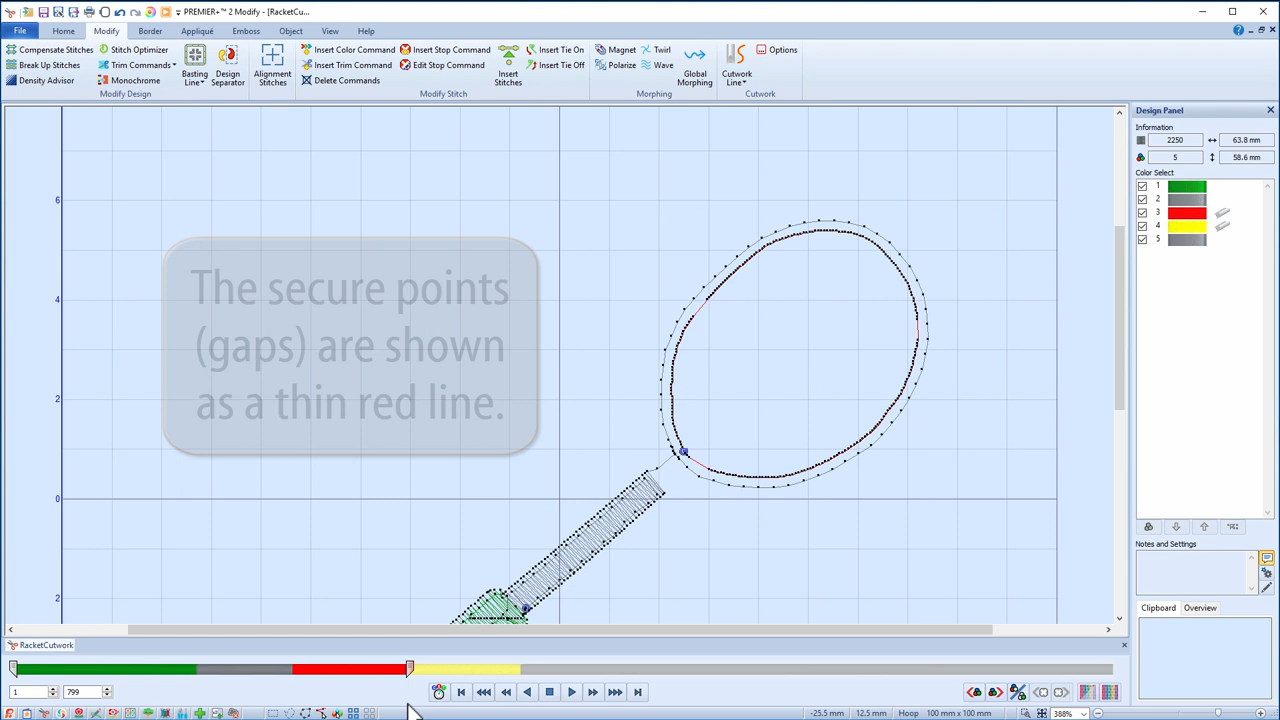 PREMIER+™ 2 Modify - [RacketCu...
File Home Modify Border Appliqué Emboss Object View Help
Compensate Stitches Stitch Optimizer Insert Color Command Insert Stop Command Insert Tie On Magnet Twirl Options
Break Up Stitches Trim Commands Insert Trim Command Edit Stop Command Insert Tie Off Polarize Wave
Density Advisor Monochrome Delete Commands
Basting Line
Design Separator
Alignment Stitches
Insert Stitches
Global Morphing
Cutwork Line
Modify Design Modify Stitch Morphing Cutwork
Design Panel
Information
2250 63.8 mm
5 58.6 mm
Color Select
1
2
3
4
5
6
4
2
0
2
The secure points
(gaps) are shown
as a thin red line.
Notes and Settings
Clipboard Overview
RacketCutwork
1 799
-25.5 mm 12.5 mm Hoop 100 mm x 100 mm 388%